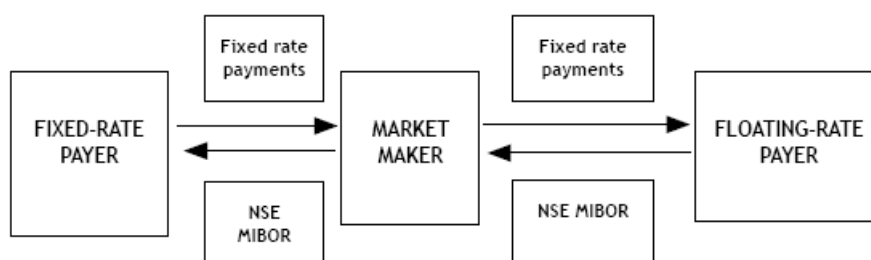 Fixed rate
payments
Fixed rate
payments
FIXED-RATE
PAYER
MARKET
MAKER
FLOATING-RATE
PAYER
NSE
MIBOR
NSE MIBOR